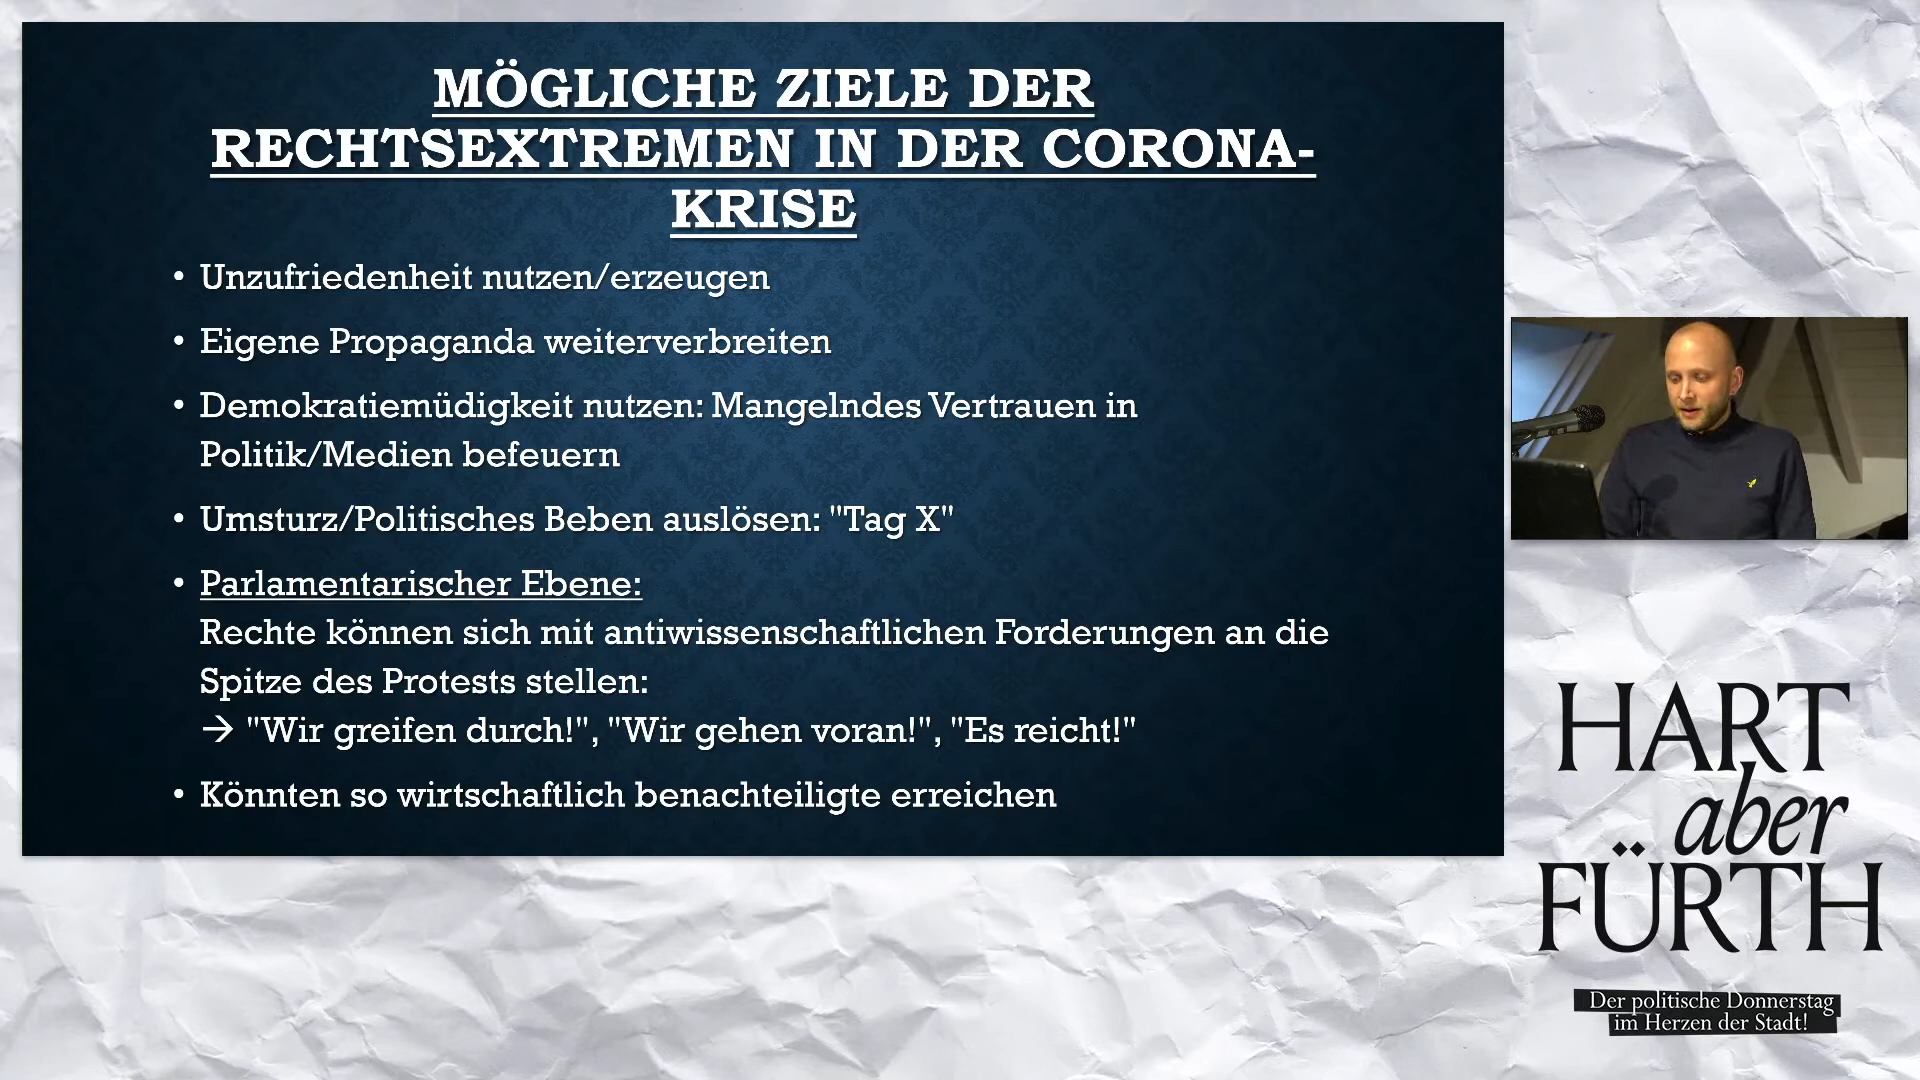 MÖGLICHE ZIELE DER
RECHTSEXTREMEN IN DER CORONA-
KRISE
• Unzufriedenheit nutzen/erzeugen
• Eigene Propaganda weiterverbreiten
• Demokratiemüdigkeit nutzen: Mangelndes Vertrauen in
Politik/Medien befeuern
• Umsturz/Politisches Beben auslösen: "Tag X"
• Parlamentarischer Ebene:
Rechte können sich mit antiwissenschaftlichen Forderungen an die
Spitze des Protests stellen:
→ "Wir greifen durch!", "Wir gehen voran!", "Es reicht!"
• Könnten so wirtschaftlich benachteiligte erreichen
HART
aber
FÜRTH
Der politische Donnerstag
im Herzen der Stadt!